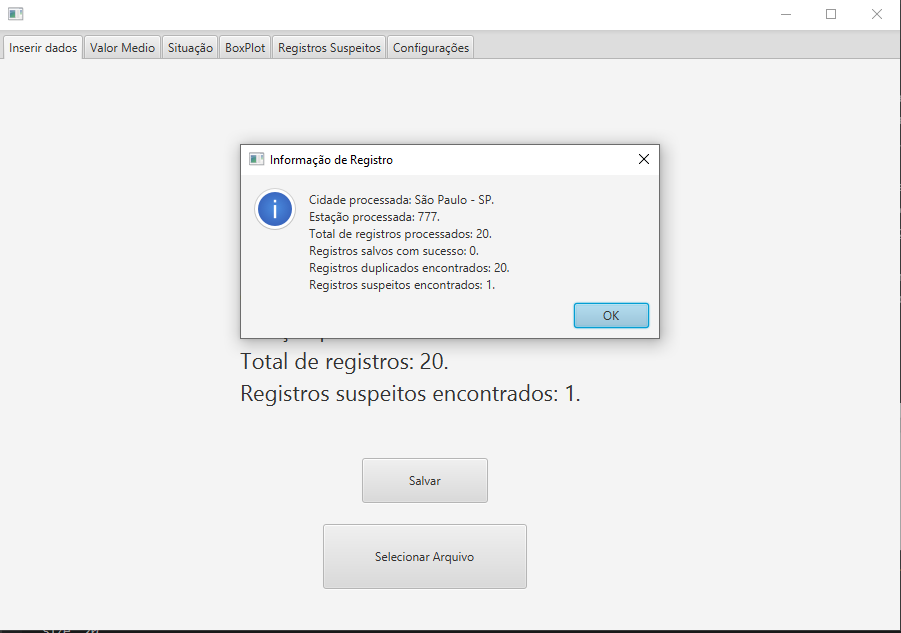 Inserir dados Valor Medio Situação BoxPlot Registros Suspeitos Configurações
Informação de Registro
Cidade processada: São Paulo - SP.
Estação processada: 777.
Total de registros processados: 20.
Registros salvos com sucesso: 0.
Registros duplicados encontrados: 20.
Registros suspeitos encontrados: 1.
OK
Total de registros: 20.
Registros suspeitos encontrados: 1.
Salvar
Selecionar Arquivo